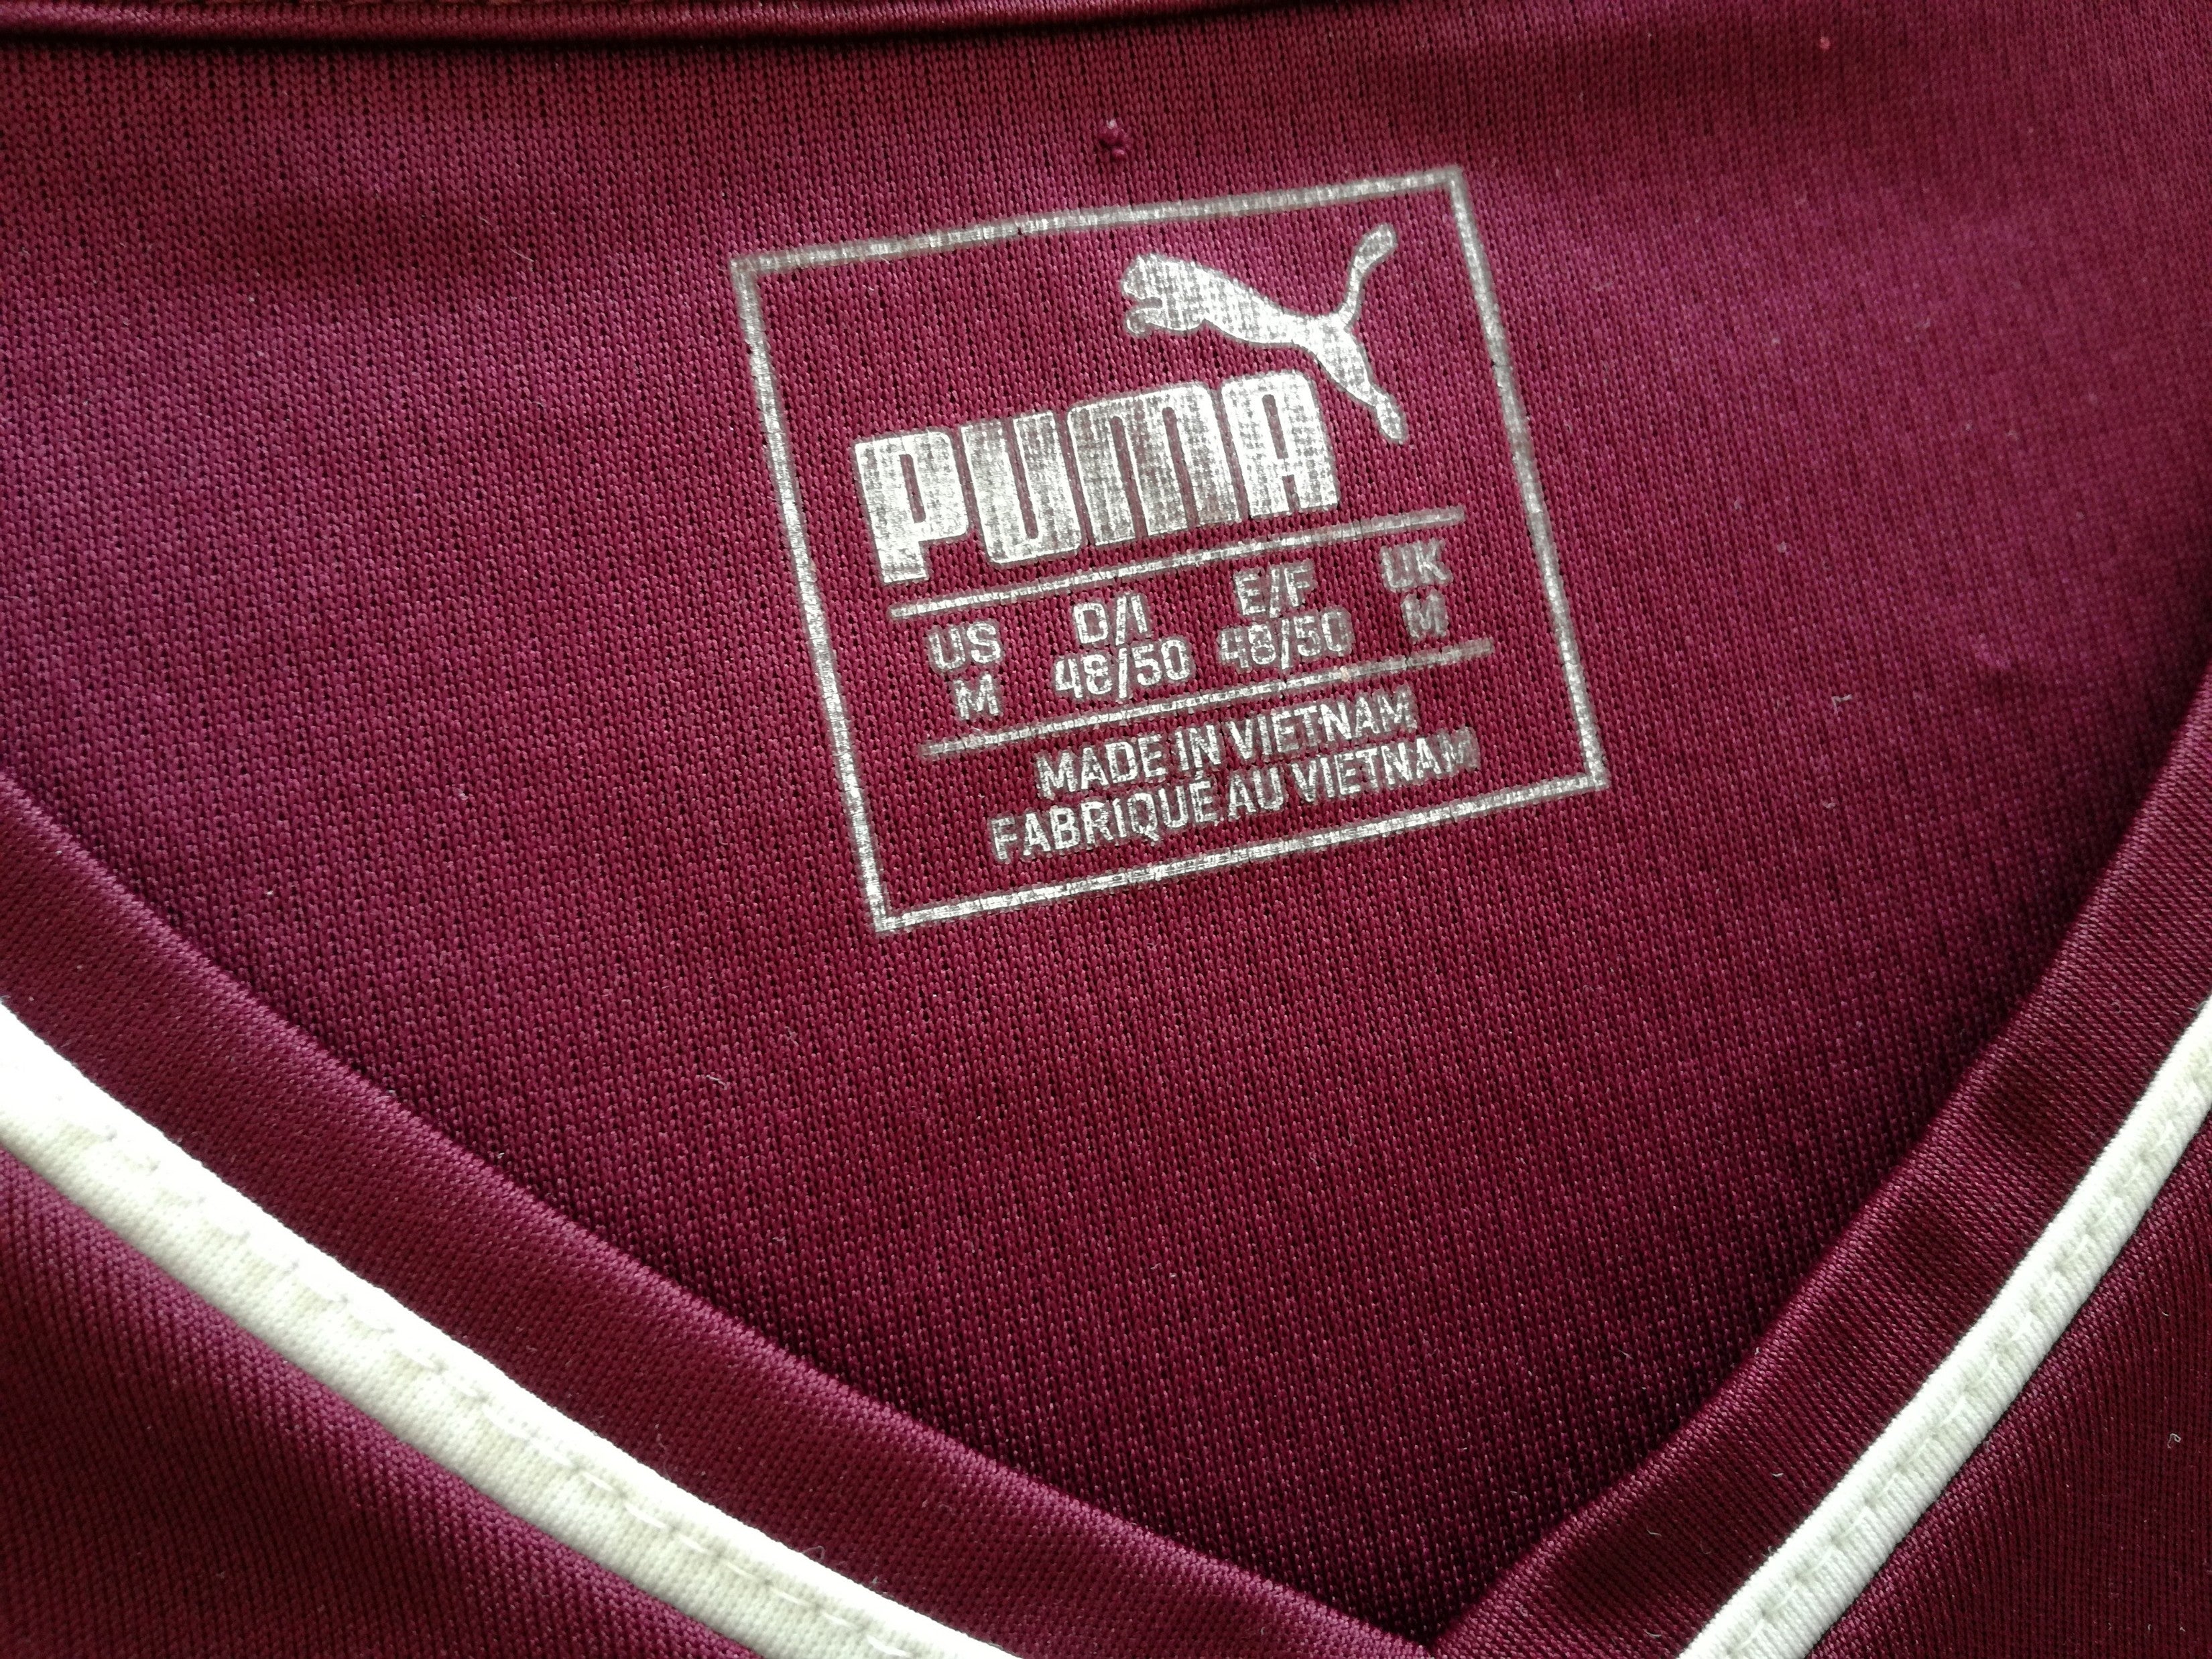 PUMA
US D/I E/F UK
M 48/50 48/50 M
MADE IN VIETNAM
FABRIQUÉ AU VIETNAM